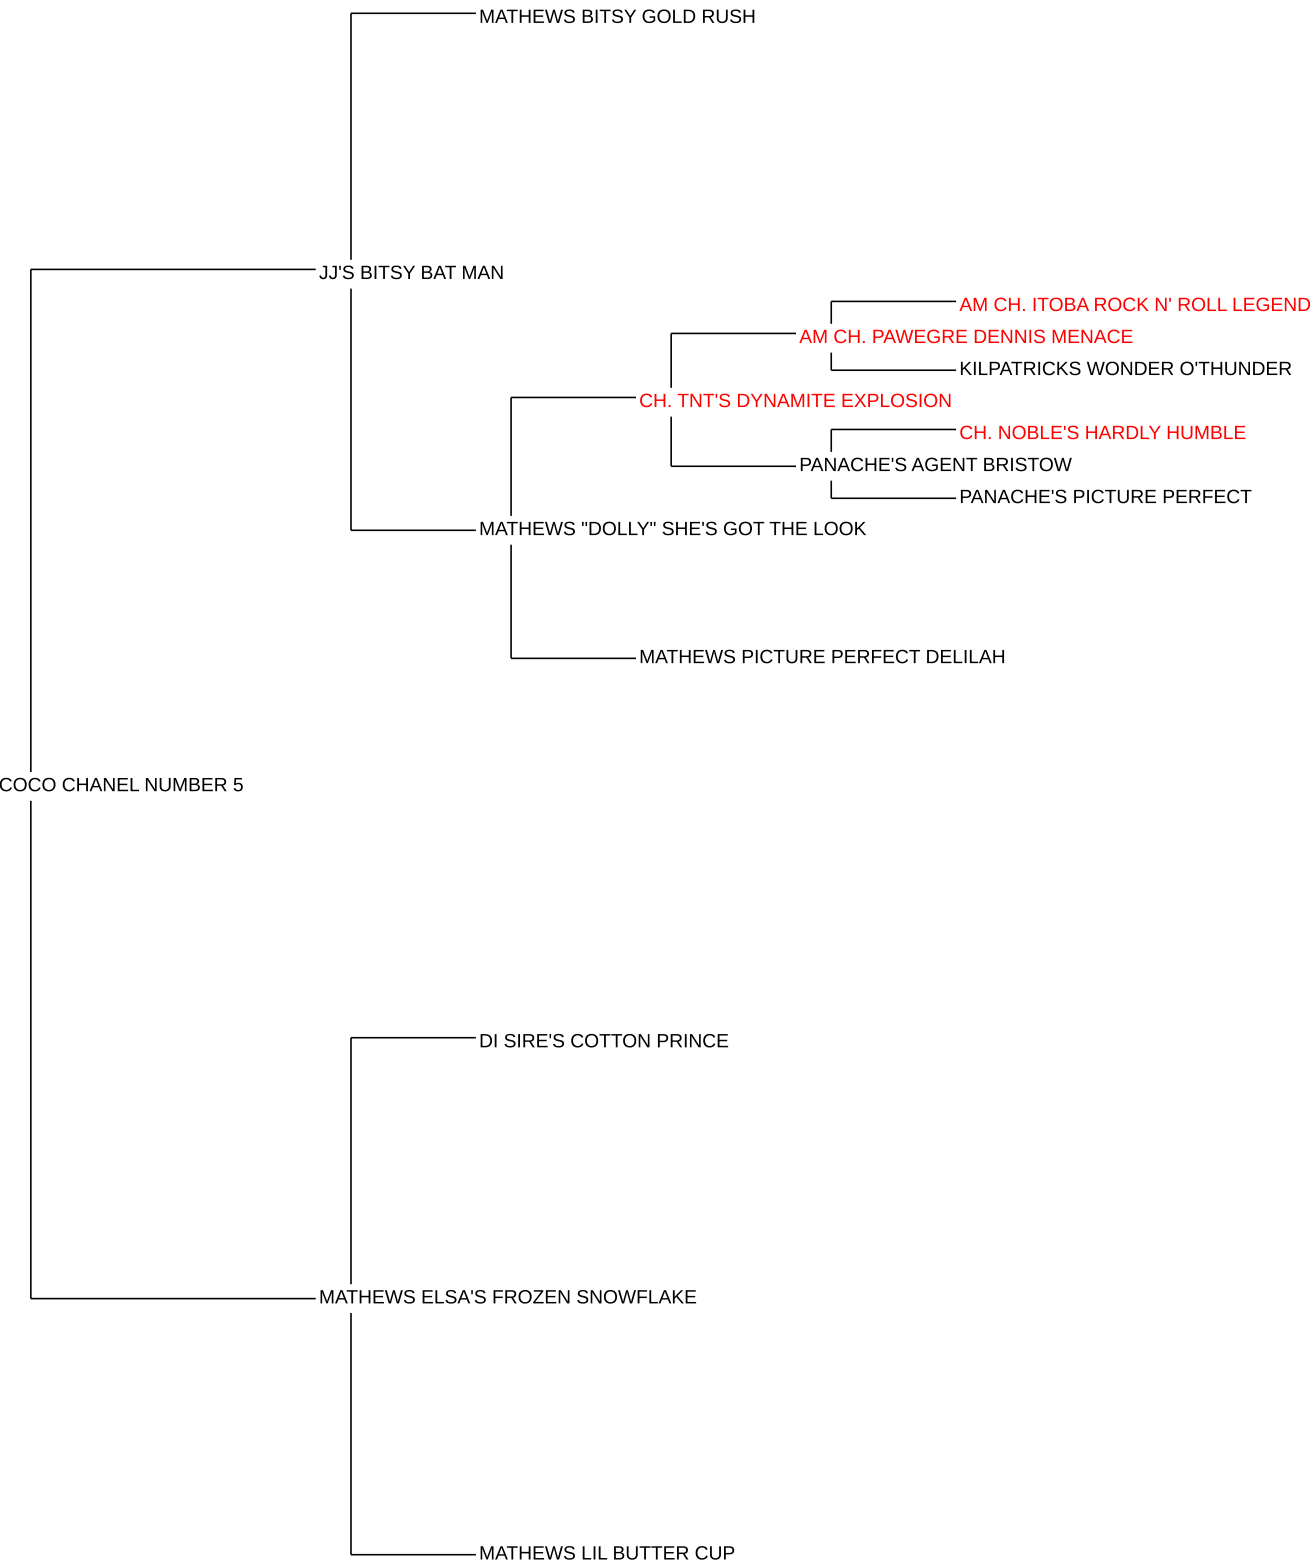 MATHEWS BITSY GOLD RUSH
JJ'S BITSY BAT MAN
AM CH. ITOBA ROCK N' ROLL LEGEND
AM CH. PAWEGRE DENNIS MENACE
KILPATRICKS WONDER O'THUNDER
CH. TNT'S DYNAMITE EXPLOSION
CH. NOBLE'S HARDLY HUMBLE
PANACHE'S AGENT BRISTOW
PANACHE'S PICTURE PERFECT
MATHEWS "DOLLY" SHE'S GOT THE LOOK
MATHEWS PICTURE PERFECT DELILAH
COCO CHANEL NUMBER 5
DI SIRE'S COTTON PRINCE
MATHEWS ELSA'S FROZEN SNOWFLAKE
MATHEWS LIL BUTTER CUP